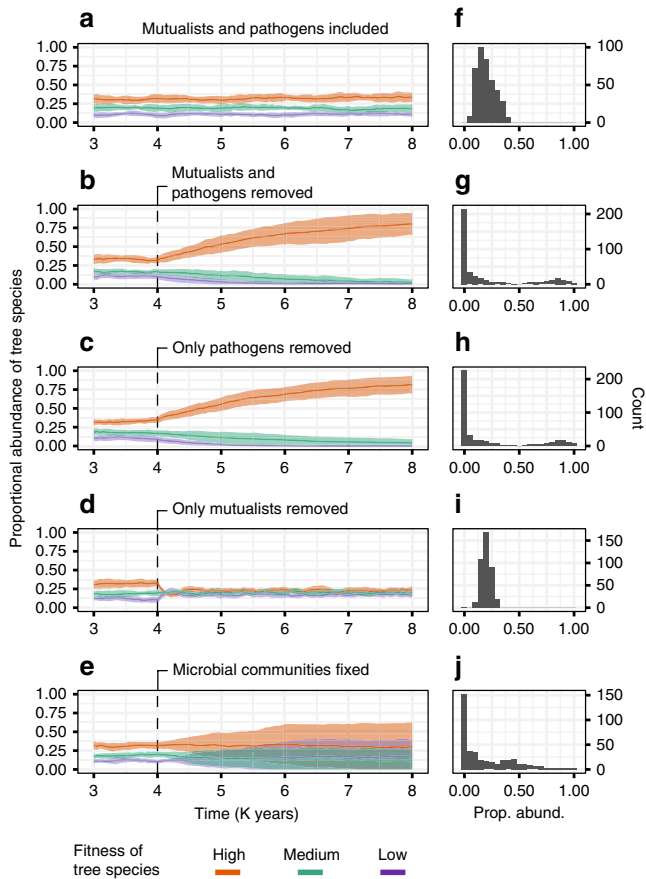 a
Mutualists and pathogens included
f
1.00
0.75
0.50
0.25
0.00
3 4 5 6 7 8
100
50
0
0.00 0.50 1.00
b
Mutualists and
pathogens removed
g
1.00
0.75
0.50
0.25
0.00
3 4 5 6 7 8
200
100
0
0.00 0.50 1.00
c
Only pathogens removed
h
1.00
0.75
0.50
0.25
0.00
3 4 5 6 7 8
200
100
0
0.00 0.50 1.00
d
Only mutualists removed
i
1.00
0.75
0.50
0.25
0.00
3 4 5 6 7 8
150
100
50
0
0.00 0.50 1.00
e
Microbial communities fixed
j
1.00
0.75
0.50
0.25
0.00
3 4 5 6 7 8
150
100
50
0
0.00 0.50 1.00
Proportional abundance of tree species
Count
Time (K years)
Prop. abund.
Fitness of
tree species
High Medium Low